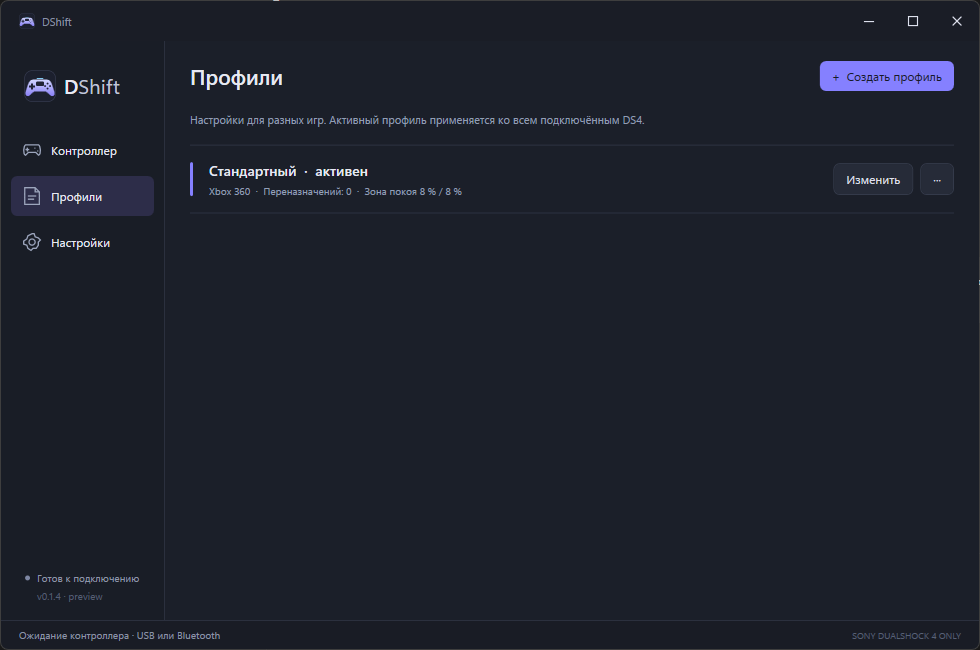 DShift
DShift
Контроллер
Профили
Настройки
Готов к подключению
v0.1.4 · preview
Профили
+ Создать профиль
Настройки для разных игр. Активный профиль применяется ко всем подключённым DS4.
Стандартный · активен
Xbox 360 · Переназначений: 0 · Зона покоя 8 % / 8 %
Изменить
...
Ожидание контроллера · USB или Bluetooth
SONY DUALSHOCK 4 ONLY